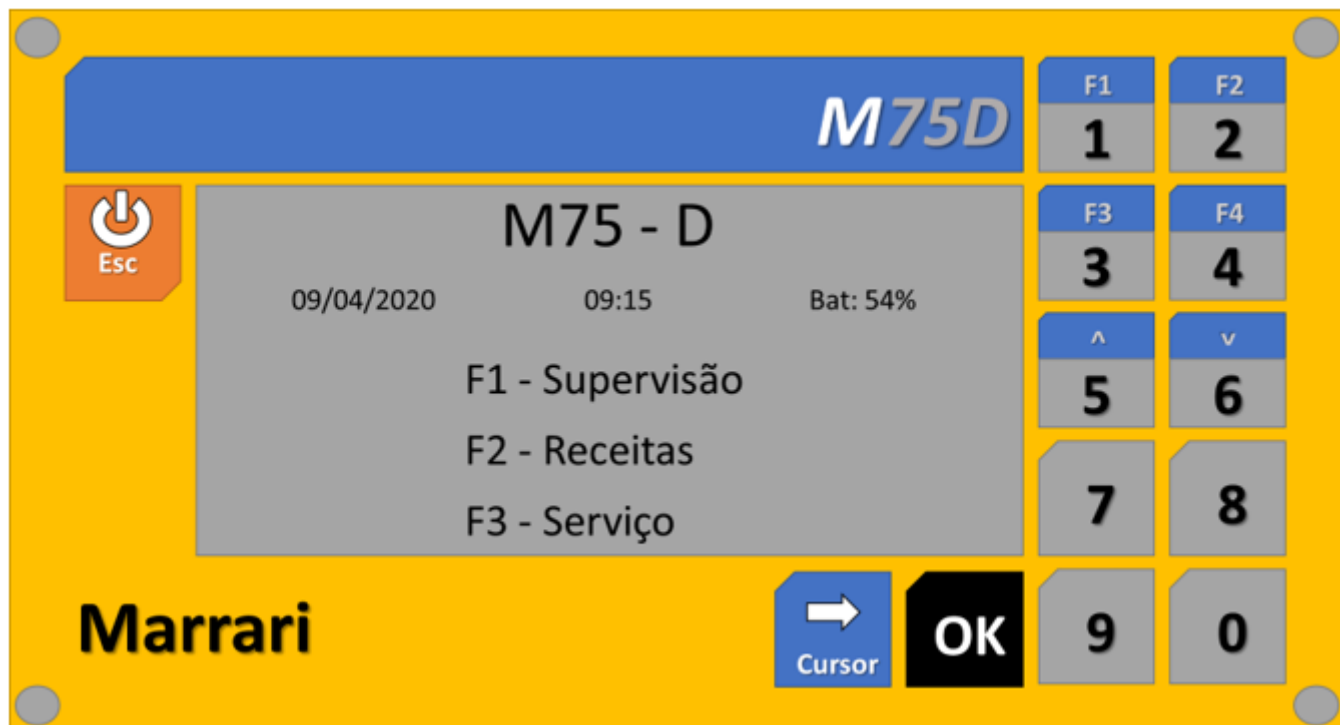 M75D
F1
F2
1
2
Esc
M75 - D
09/04/2020 09:15 Bat: 54%
F1 - Supervisão
F2 - Receitas
F3 - Serviço
F3
F4
3
4
^
v
5
6
7
8
Marrari
Cursor
OK
9
0